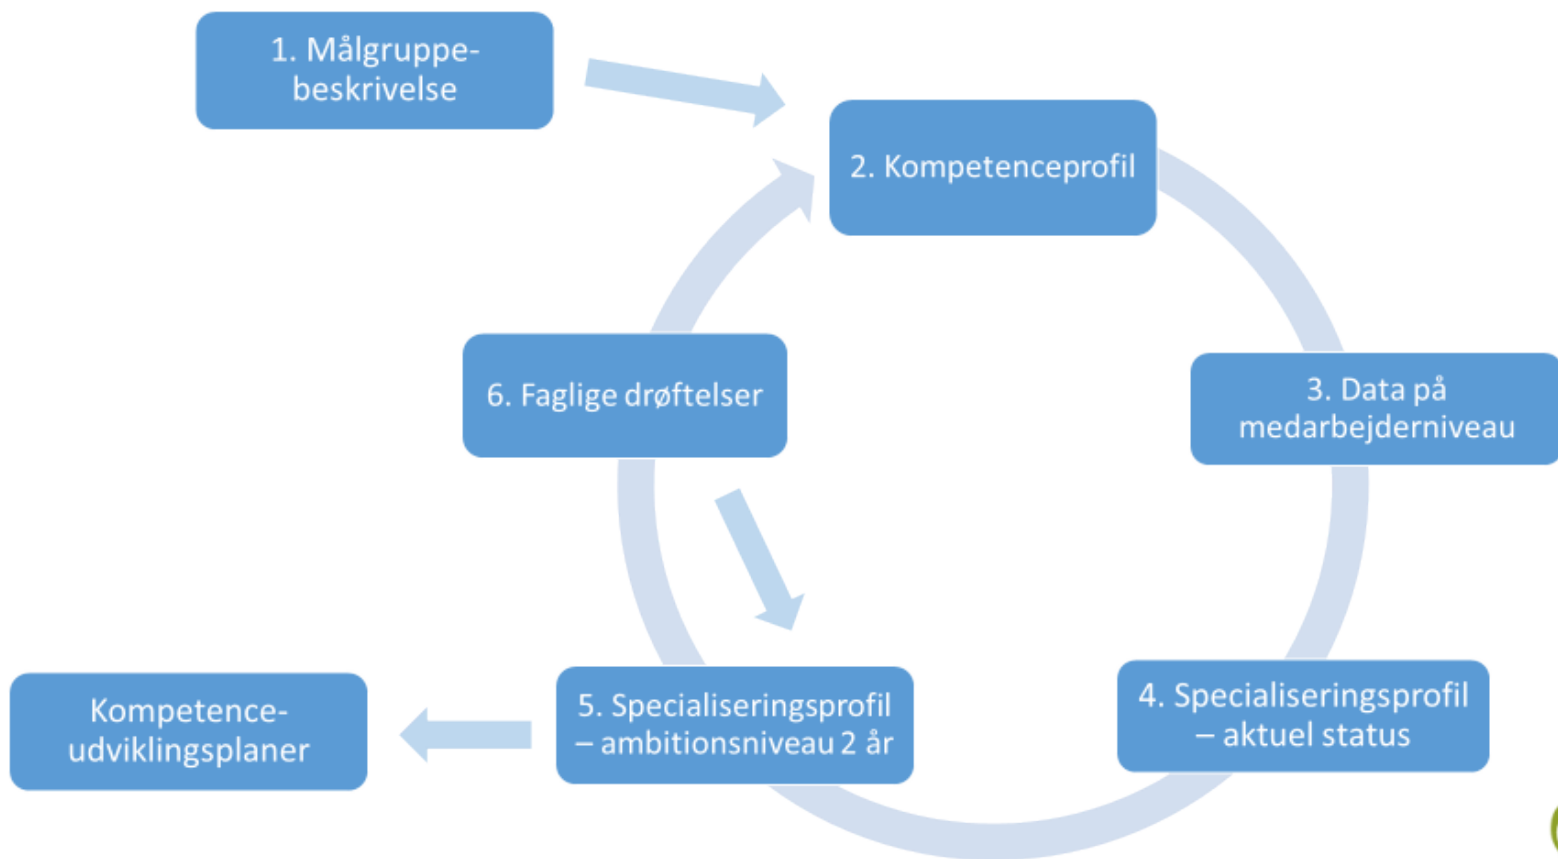 1. Målgruppe-
beskrivelse
2. Kompetenceprofil
3. Data på
medarbejderniveau
4. Specialiseringsprofil
– aktuel status
5. Specialiseringsprofil
– ambitionsniveau 2 år
6. Faglige drøftelser
Kompetence-
udviklingsplaner